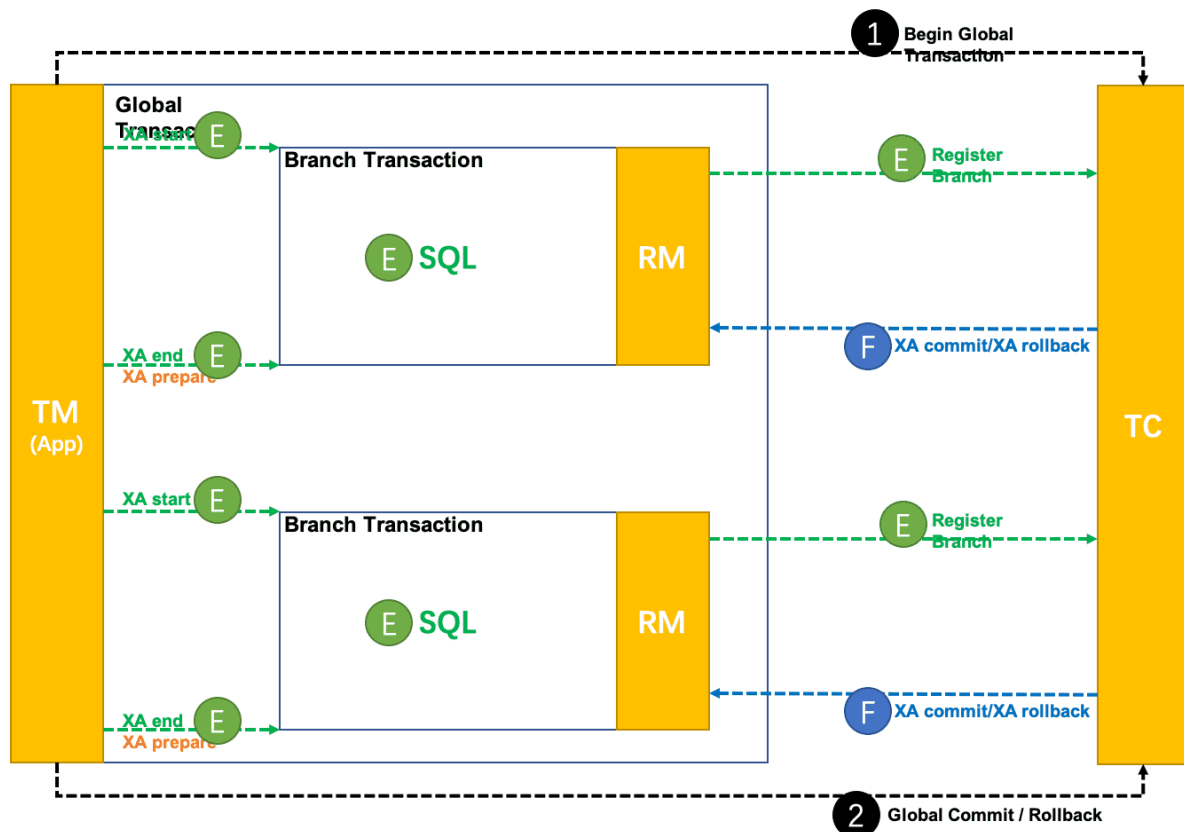 1 Begin Global
Transaction
Global
Transac
XA start E
Branch Transaction
E Register
Branch
E SQL
RM
XA end E
XA prepare
F XA commit/XA rollback
TM
(App)
TC
XA start E
Branch Transaction
E Register
Branch
E SQL
RM
XA end E
XA prepare
F XA commit/XA rollback
2 Global Commit / Rollback